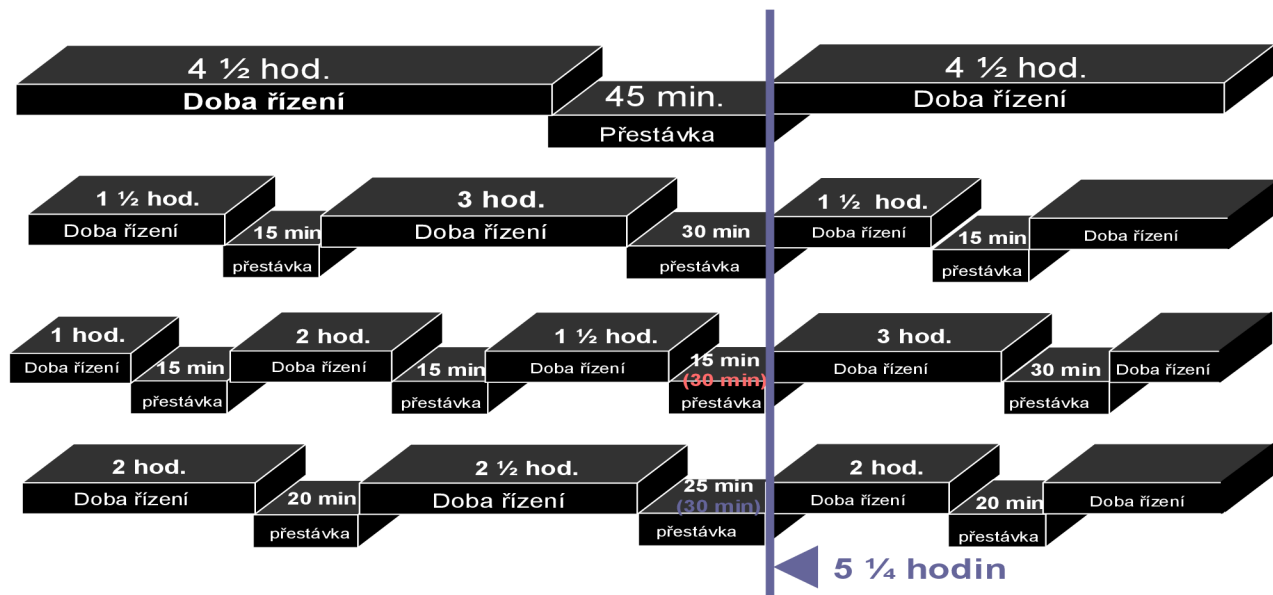 4 ½ hod.
Doba řízení
45 min.
Přestávka
4 ½ hod.
Doba řízení
1 ½ hod.
Doba řízení
15 min
přestávka
3 hod.
Doba řízení
30 min
přestávka
1 ½ hod.
Doba řízení
15 min
přestávka
1 hod.
Doba řízení
15 min
přestávka
2 hod.
Doba řízení
15 min
přestávka
1 ½ hod.
Doba řízení
15 min
(30 min)
přestávka
3 hod.
Doba řízení
30 min
přestávka
Doba řízení
2 hod.
Doba řízení
20 min
přestávka
2 ½ hod.
Doba řízení
25 min
(30 min)
přestávka
2 hod.
Doba řízení
20 min
přestávka
Doba řízení
5 ¼ hodin